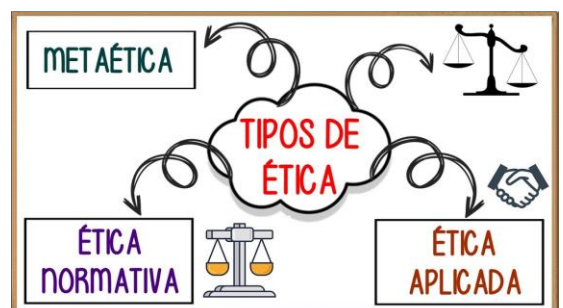 METAÉTICA
TIPOS DE
ÉTICA
ÉTICA
NORMATIVA
ÉTICA
APLICADA